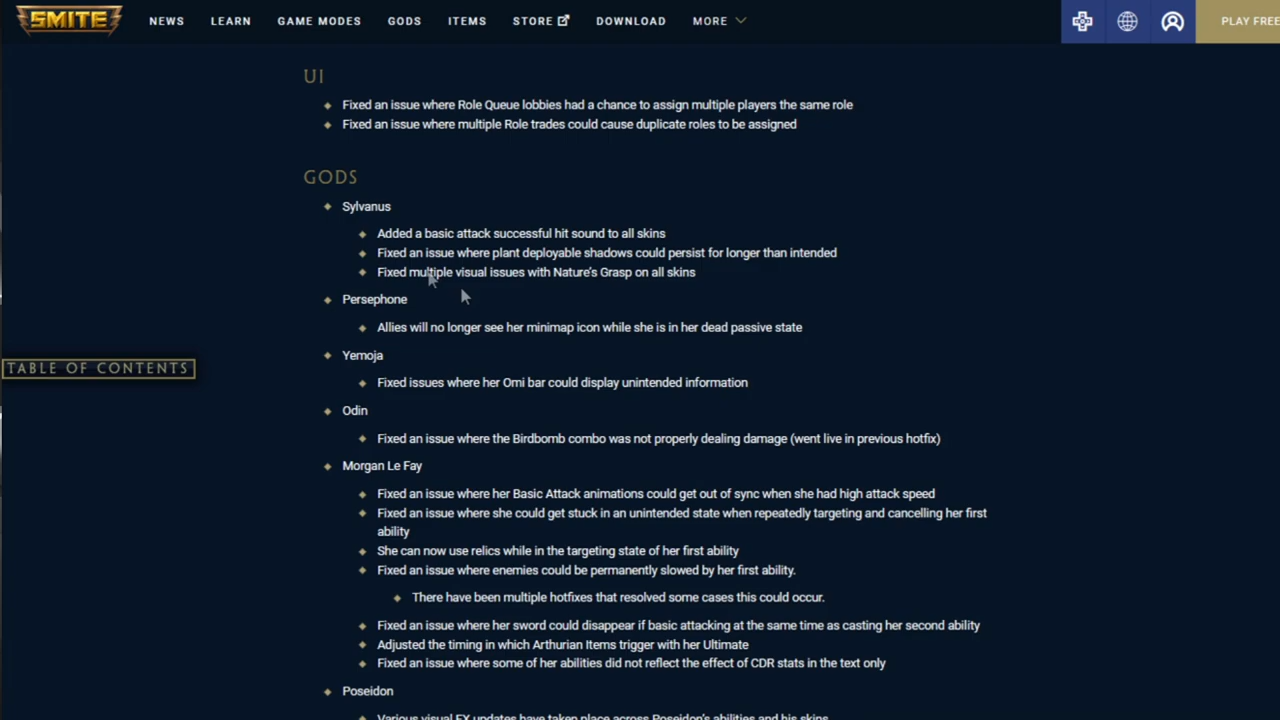 SMITE NEWS LEARN GAME MODES GODS ITEMS STORE DOWNLOAD MORE PLAY FREE
UI
Fixed an issue where Role Queue lobbies had a chance to assign multiple players the same role
Fixed an issue where multiple Role trades could cause duplicate roles to be assigned
GODS
Sylvanus
Added a basic attack successful hit sound to all skins
Fixed an issue where plant deployable shadows could persist for longer than intended
Fixed multiple visual issues with Nature's Grasp on all skins
Persephone
Allies will no longer see her minimap icon while she is in her dead passive state
Yemoja
TABLE OF CONTENTS
Fixed issues where her Omi bar could display unintended information
Odin
Fixed an issue where the Birdbomb combo was not properly dealing damage (went live in previous hotfix)
Morgan Le Fay
Fixed an issue where her Basic Attack animations could get out of sync when she had high attack speed
Fixed an issue where she could get stuck in an unintended state when repeatedly targeting and cancelling her first
ability
She can now use relics while in the targeting state of her first ability
Fixed an issue where enemies could be permanently slowed by her first ability.
There have been multiple hotfixes that resolved some cases this could occur.
Fixed an issue where her sword could disappear if basic attacking at the same time as casting her second ability
Adjusted the timing in which Arthurian Items trigger with her Ultimate
Fixed an issue where some of her abilities did not reflect the effect of CDR stats in the text only
Poseidon
Various visual FX updates have taken place across Poseidon's abilities and his skins